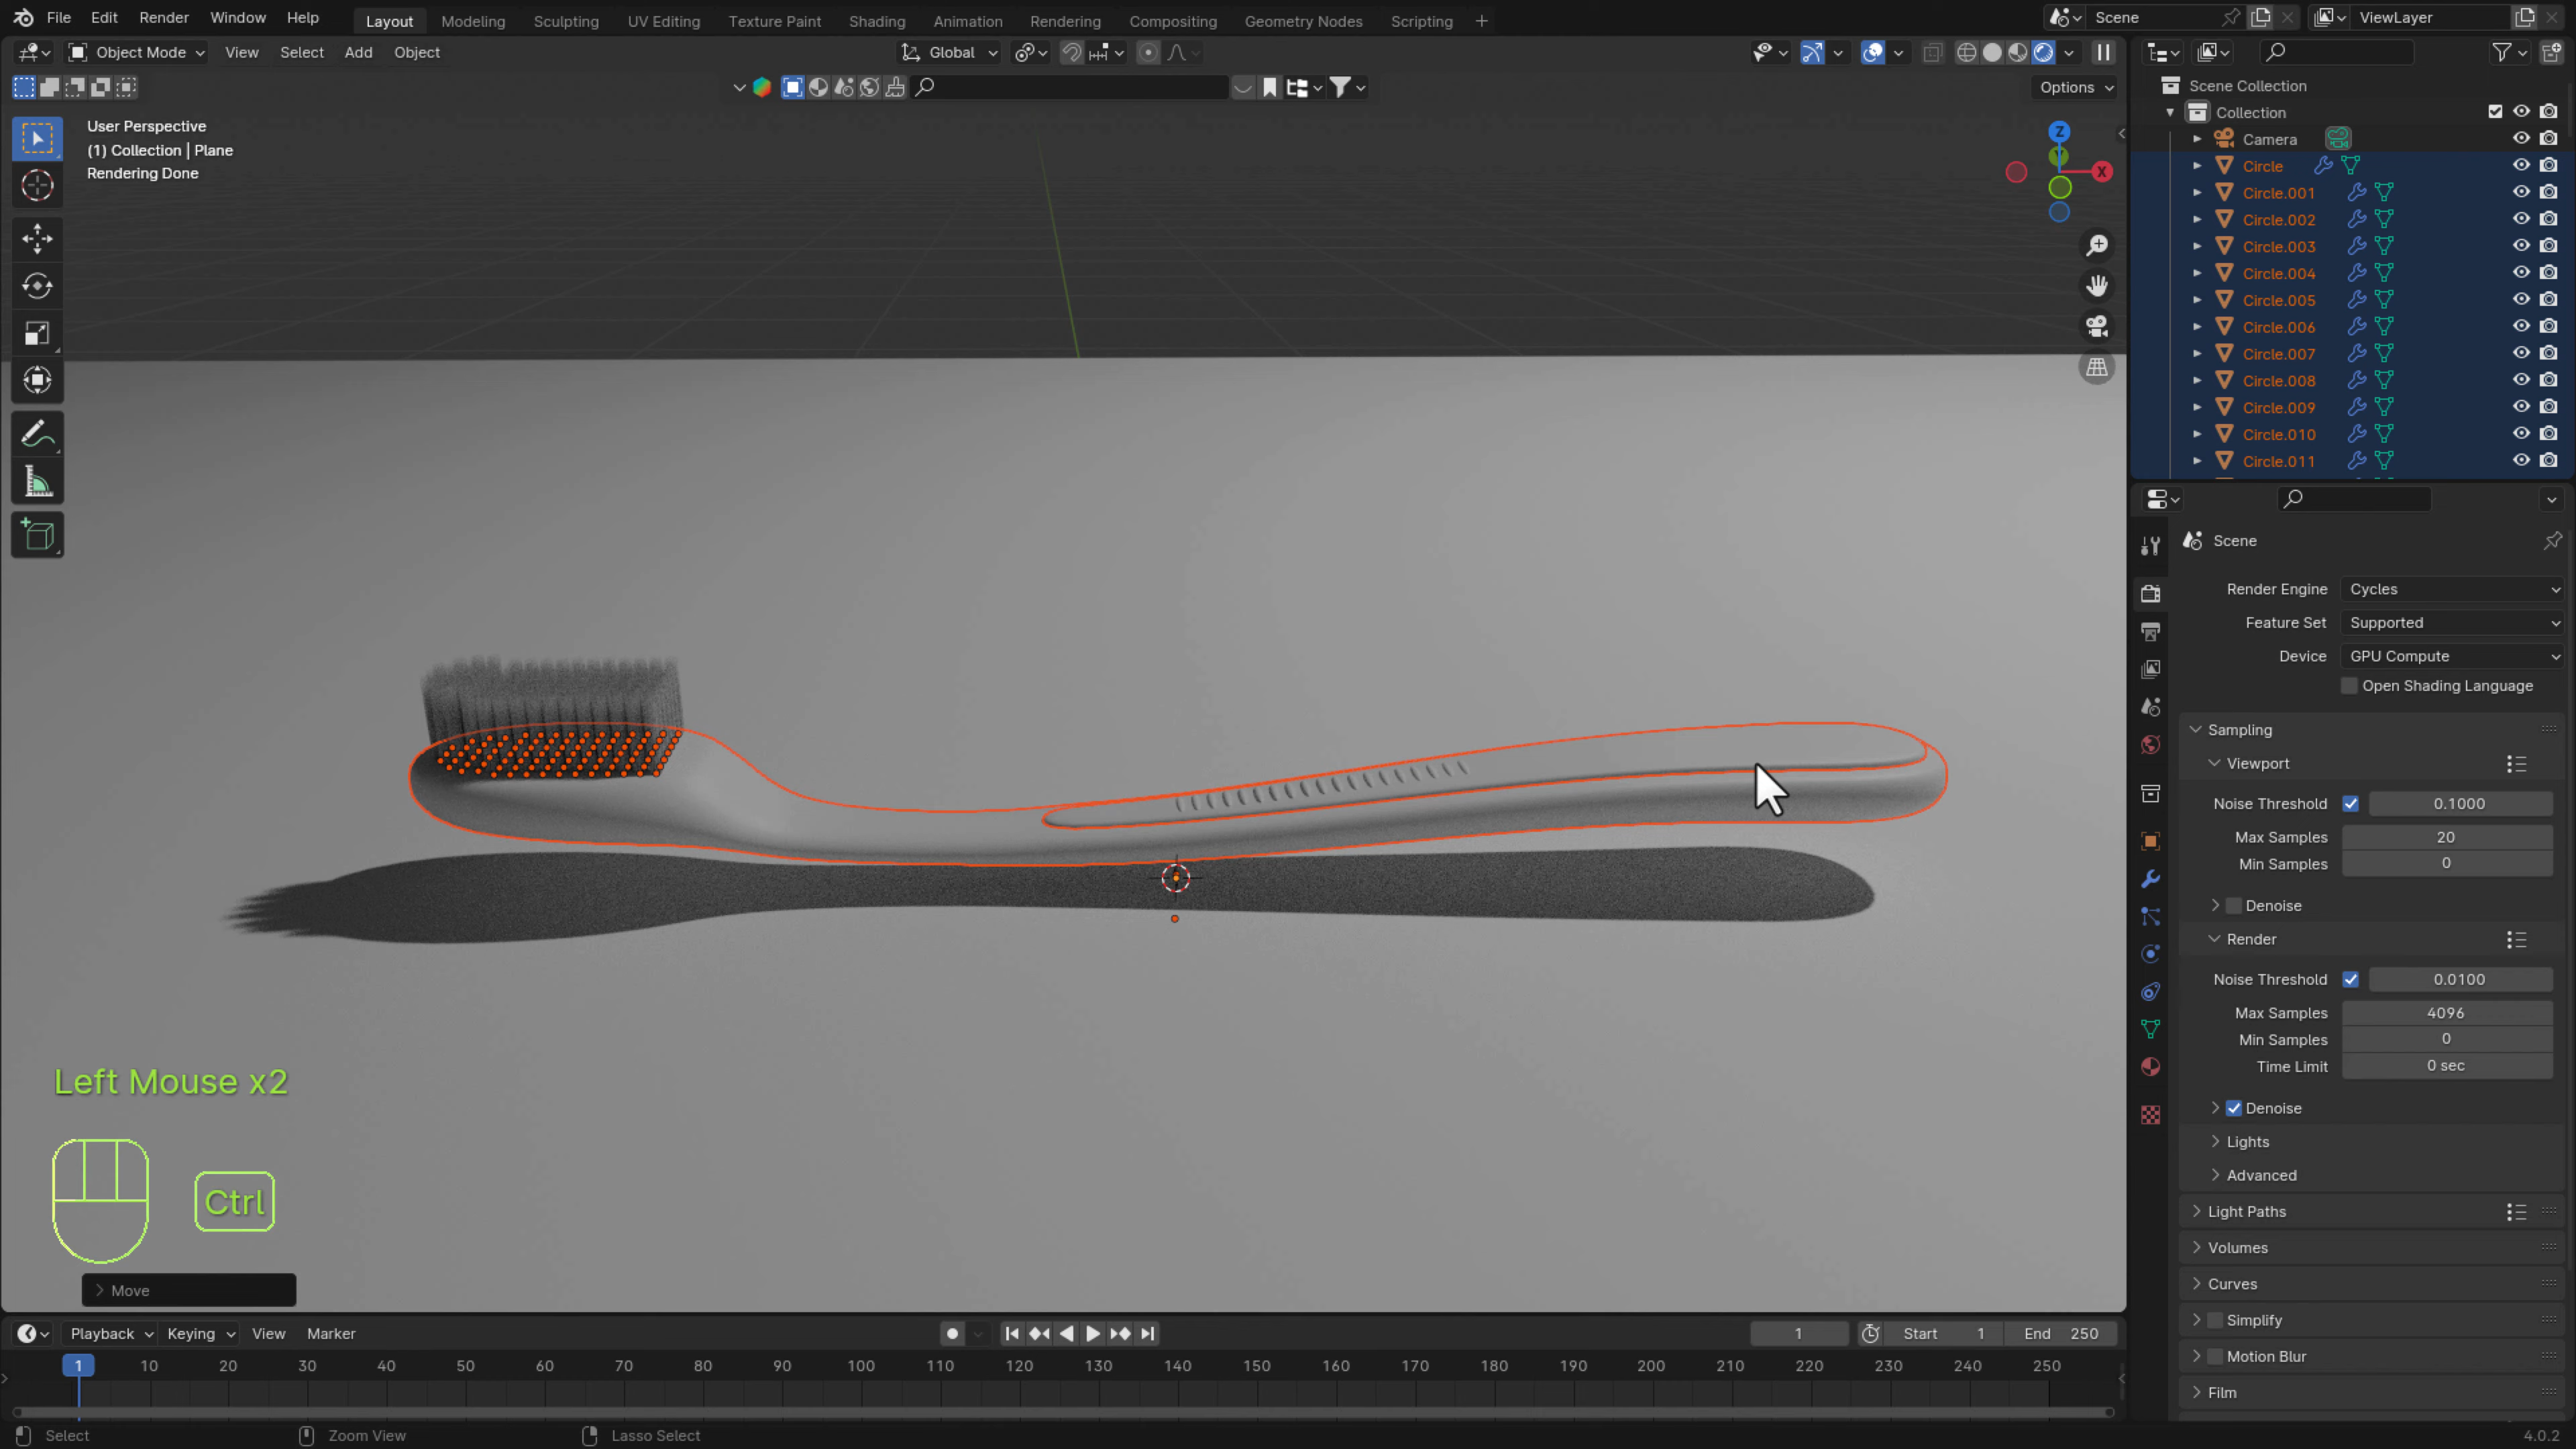 File Edit Render Window Help
Layout Modeling Sculpting UV Editing Texture Paint Shading Animation Rendering Compositing Geometry Nodes Scripting +
Scene
ViewLayer
Object Mode View Select Add Object
Global
Options
User Perspective
(1) Collection | Plane
Rendering Done
Z
Y
X
Scene Collection
Collection
Camera
Circle
Circle.001
Circle.002
Circle.003
Circle.004
Circle.005
Circle.006
Circle.007
Circle.008
Circle.009
Circle.010
Circle.011
Scene
Render Engine Cycles
Feature Set Supported
Device GPU Compute
Open Shading Language
Sampling
Viewport
Noise Threshold 0.1000
Max Samples 20
Min Samples 0
Denoise
Render
Noise Threshold 0.0100
Max Samples 4096
Min Samples 0
Time Limit 0 sec
Denoise
Lights
Advanced
Light Paths
Volumes
Curves
Simplify
Motion Blur
Film
Left Mouse x2
Ctrl
Move
Playback Keying View Marker
1
Start 1
End 250
1 10 20 30 40 50 60 70 80 90 100 110 120 130 140 150 160 170 180 190 200 210 220 230 240 250
Select Zoom View Lasso Select
4.0.2